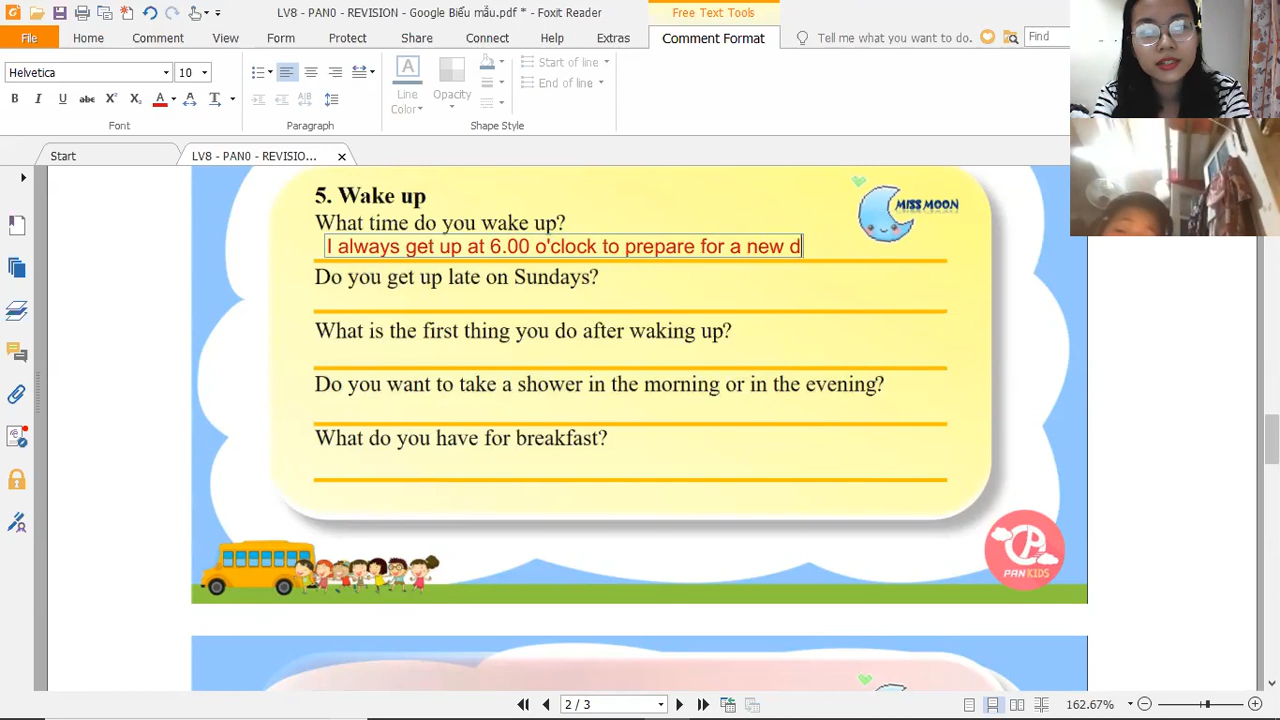 LV8 - PAN0 - REVISION - Google Biểu mẫu.pdf * - Foxit Reader
Free Text Tools
File Home Comment View Form Protect Share Connect Help Extras Comment Format Tell me what you want to do.. Find
Helvetica 10
Line Color
Opacity
Start of line
End of line
Font Paragraph Shape Style
Start LV8 - PAN0 - REVISIO...
5. Wake up
MISS MOON
What time do you wake up?
I always get up at 6.00 o'clock to prepare for a new d
Do you get up late on Sundays?
What is the first thing you do after waking up?
Do you want to take a shower in the morning or in the evening?
What do you have for breakfast?
PAN KIDS
2 / 3 162.67%